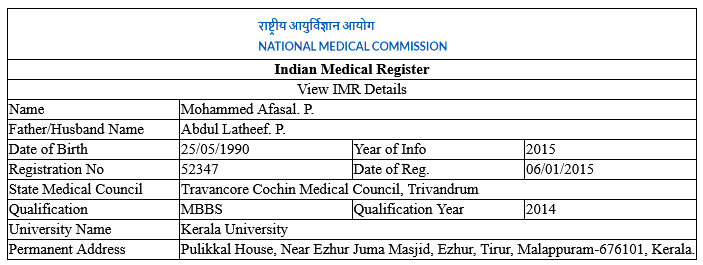 राष्ट्रीय आयुर्विज्ञान आयोग
NATIONAL MEDICAL COMMISSION
Indian Medical Register
View IMR Details
Name Mohammed Afasal. P.
Father/Husband Name Abdul Latheef. P.
Date of Birth 25/05/1990 Year of Info 2015
Registration No 52347 Date of Reg. 06/01/2015
State Medical Council Travancore Cochin Medical Council, Trivandrum
Qualification MBBS Qualification Year 2014
University Name Kerala University
Permanent Address Pulikkal House, Near Ezhur Juma Masjid, Ezhur, Tirur, Malappuram-676101, Kerala.